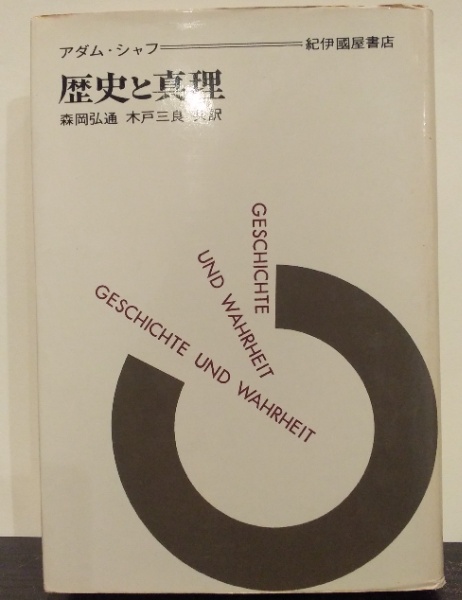 アダム・シャフ
紀伊國屋書店
歴史と真理
森岡弘通 木戸三良 共訳
GESCHICHTE
UND WAHRHEIT
GESCHICHTE UND WAHRHEIT